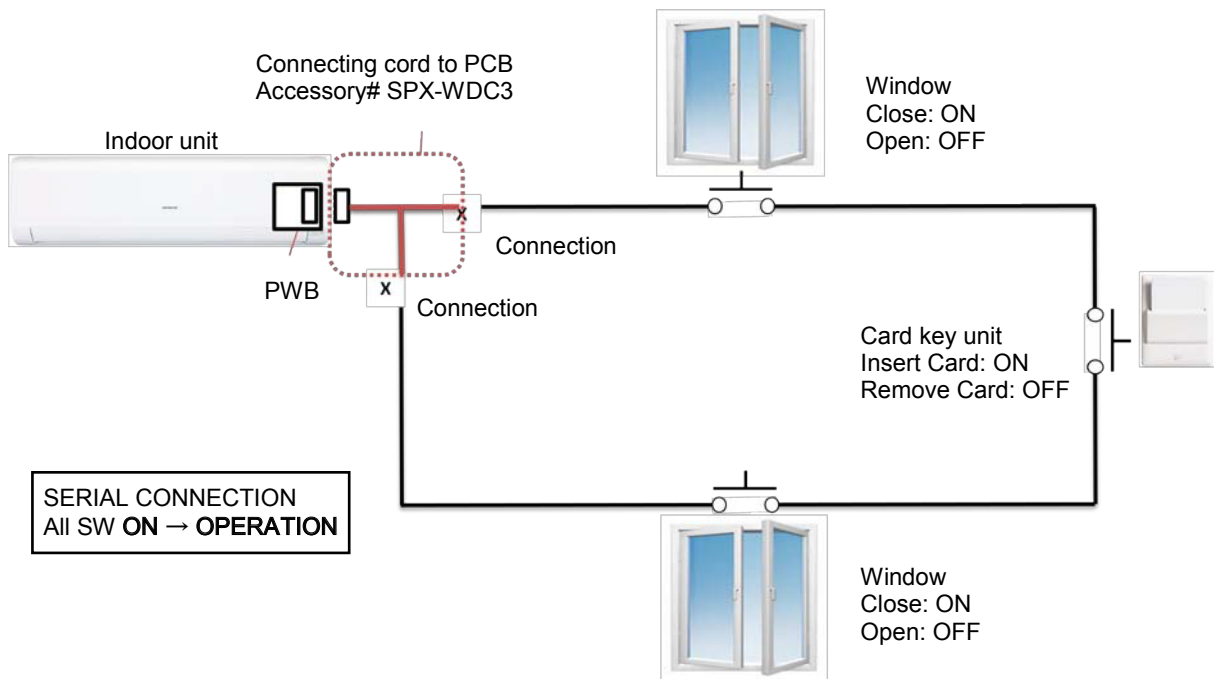 Connecting cord to PCB
Accessory# SPX-WDC3
Indoor unit
Window
Close: ON
Open: OFF
Connection
X
PWB
X
Connection
Card key unit
Insert Card: ON
Remove Card: OFF
SERIAL CONNECTION
All SW ON → OPERATION
Window
Close: ON
Open: OFF